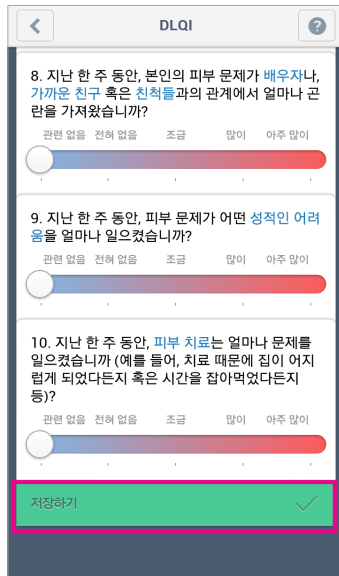 DLQI
?
8. 지난 한 주 동안, 본인의 피부 문제가 배우자나,
가까운 친구 혹은 친척들과의 관계에서 얼마나 곤
란을 가져왔습니까?
관련 없음 전혀 없음 조금 많이 아주 많이
9. 지난 한 주 동안, 피부 문제가 어떤 성적인 어려
움을 얼마나 일으켰습니까?
관련 없음 전혀 없음 조금 많이 아주 많이
10. 지난 한 주 동안, 피부 치료는 얼마나 문제를
일으켰습니까 (예를 들어, 치료 때문에 집이 어지
럽게 되었다든지 혹은 시간을 잡아먹었다든지
등)?
관련 없음 전혀 없음 조금 많이 아주 많이
저장하기